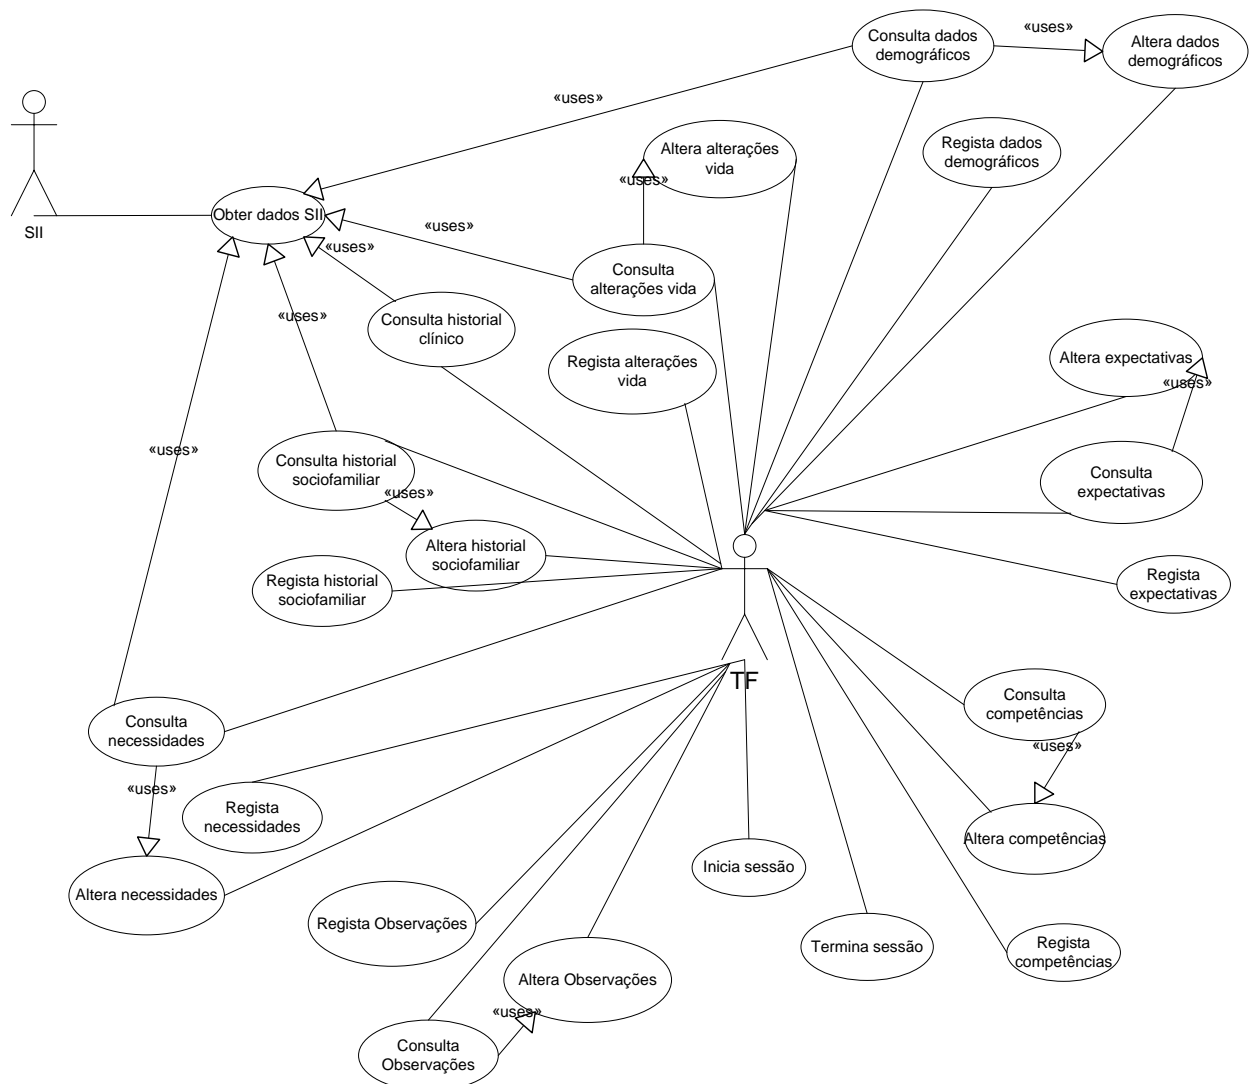 Consulta dados
demográficos
«uses»
Altera dados
demográficos
«uses»
Altera alterações
vida
«uses»
Regista dados
demográficos
SII
Obter dados SII
«uses»
«uses»
Consulta
alterações vida
Consulta historial
clínico
«uses»
Regista alterações
vida
Altera expectativas
«uses»
Consulta
expectativas
Regista
expectativas
«uses»
Consulta historial
sociofamiliar
«uses»
Altera historial
sociofamiliar
Regista historial
sociofamiliar
TF
Consulta
necessidades
«uses»
Regista
necessidades
Altera necessidades
Consulta
competências
«uses»
Altera competências
Inicia sessão
Regista Observações
Termina sessão
Regista
competências
Altera Observações
«uses»
Consulta
Observações